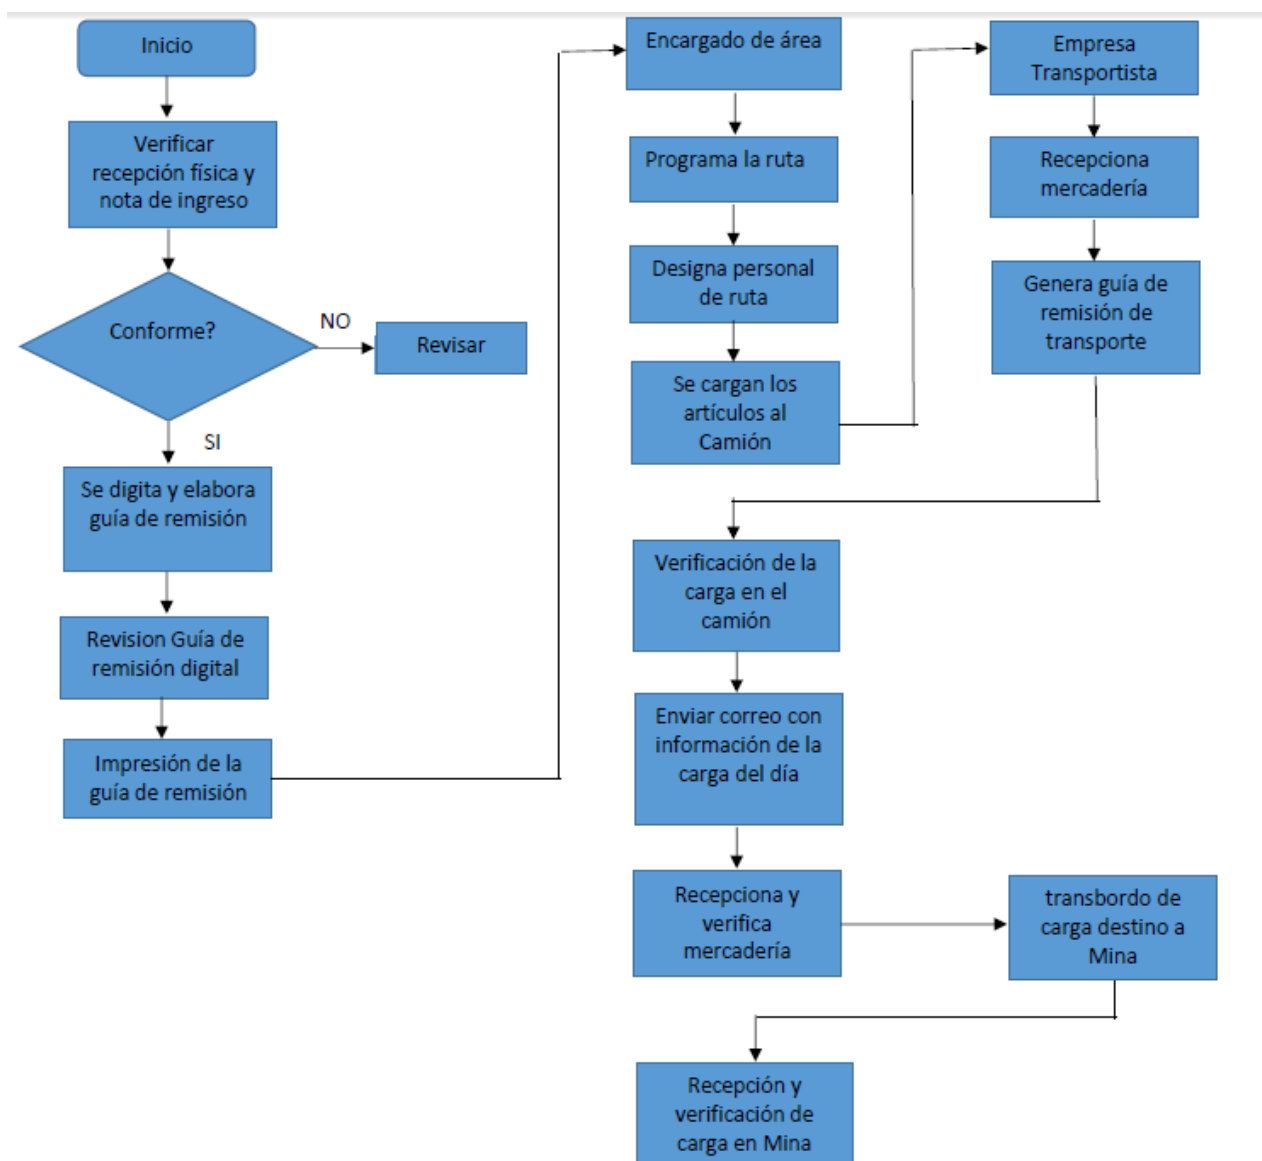 Inicio
Verificar
recepción física y
nota de ingreso
Conforme?
NO
Revisar
SI
Se digita y elabora
guía de remisión
Revision Guía de
remisión digital
Impresión de la
guía de remisión
Encargado de área
Programa la ruta
Designa personal
de ruta
Se cargan los
artículos al
Camión
Empresa
Transportista
Recepciona
mercadería
Genera guía de
remisión de
transporte
Verificación de la
carga en el
camión
Enviar correo con
información de la
carga del día
Recepciona y
verifica
mercadería
transbordo de
carga destino a
Mina
Recepción y
verificación de
carga en Mina